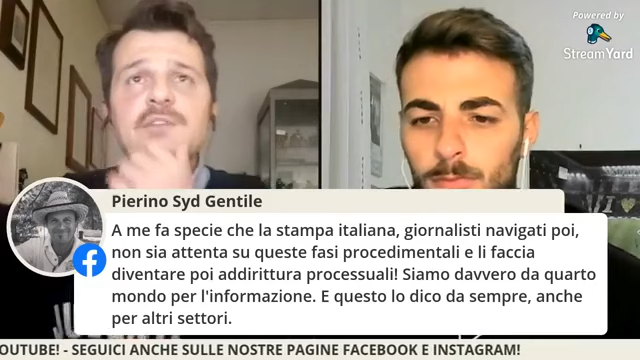 Powered by
StreamYard
Pierino Syd Gentile
A me fa specie che la stampa italiana, giornalisti navigati poi,
non sia attenta su queste fasi procedimentali e li faccia
diventare poi addirittura processuali! Siamo davvero da quarto
mondo per l'informazione. E questo lo dico da sempre, anche
per altri settori.
OUTUBE! - SEGUICI ANCHE SULLE NOSTRE PAGINE FACEBOOK E INSTAGRAM!